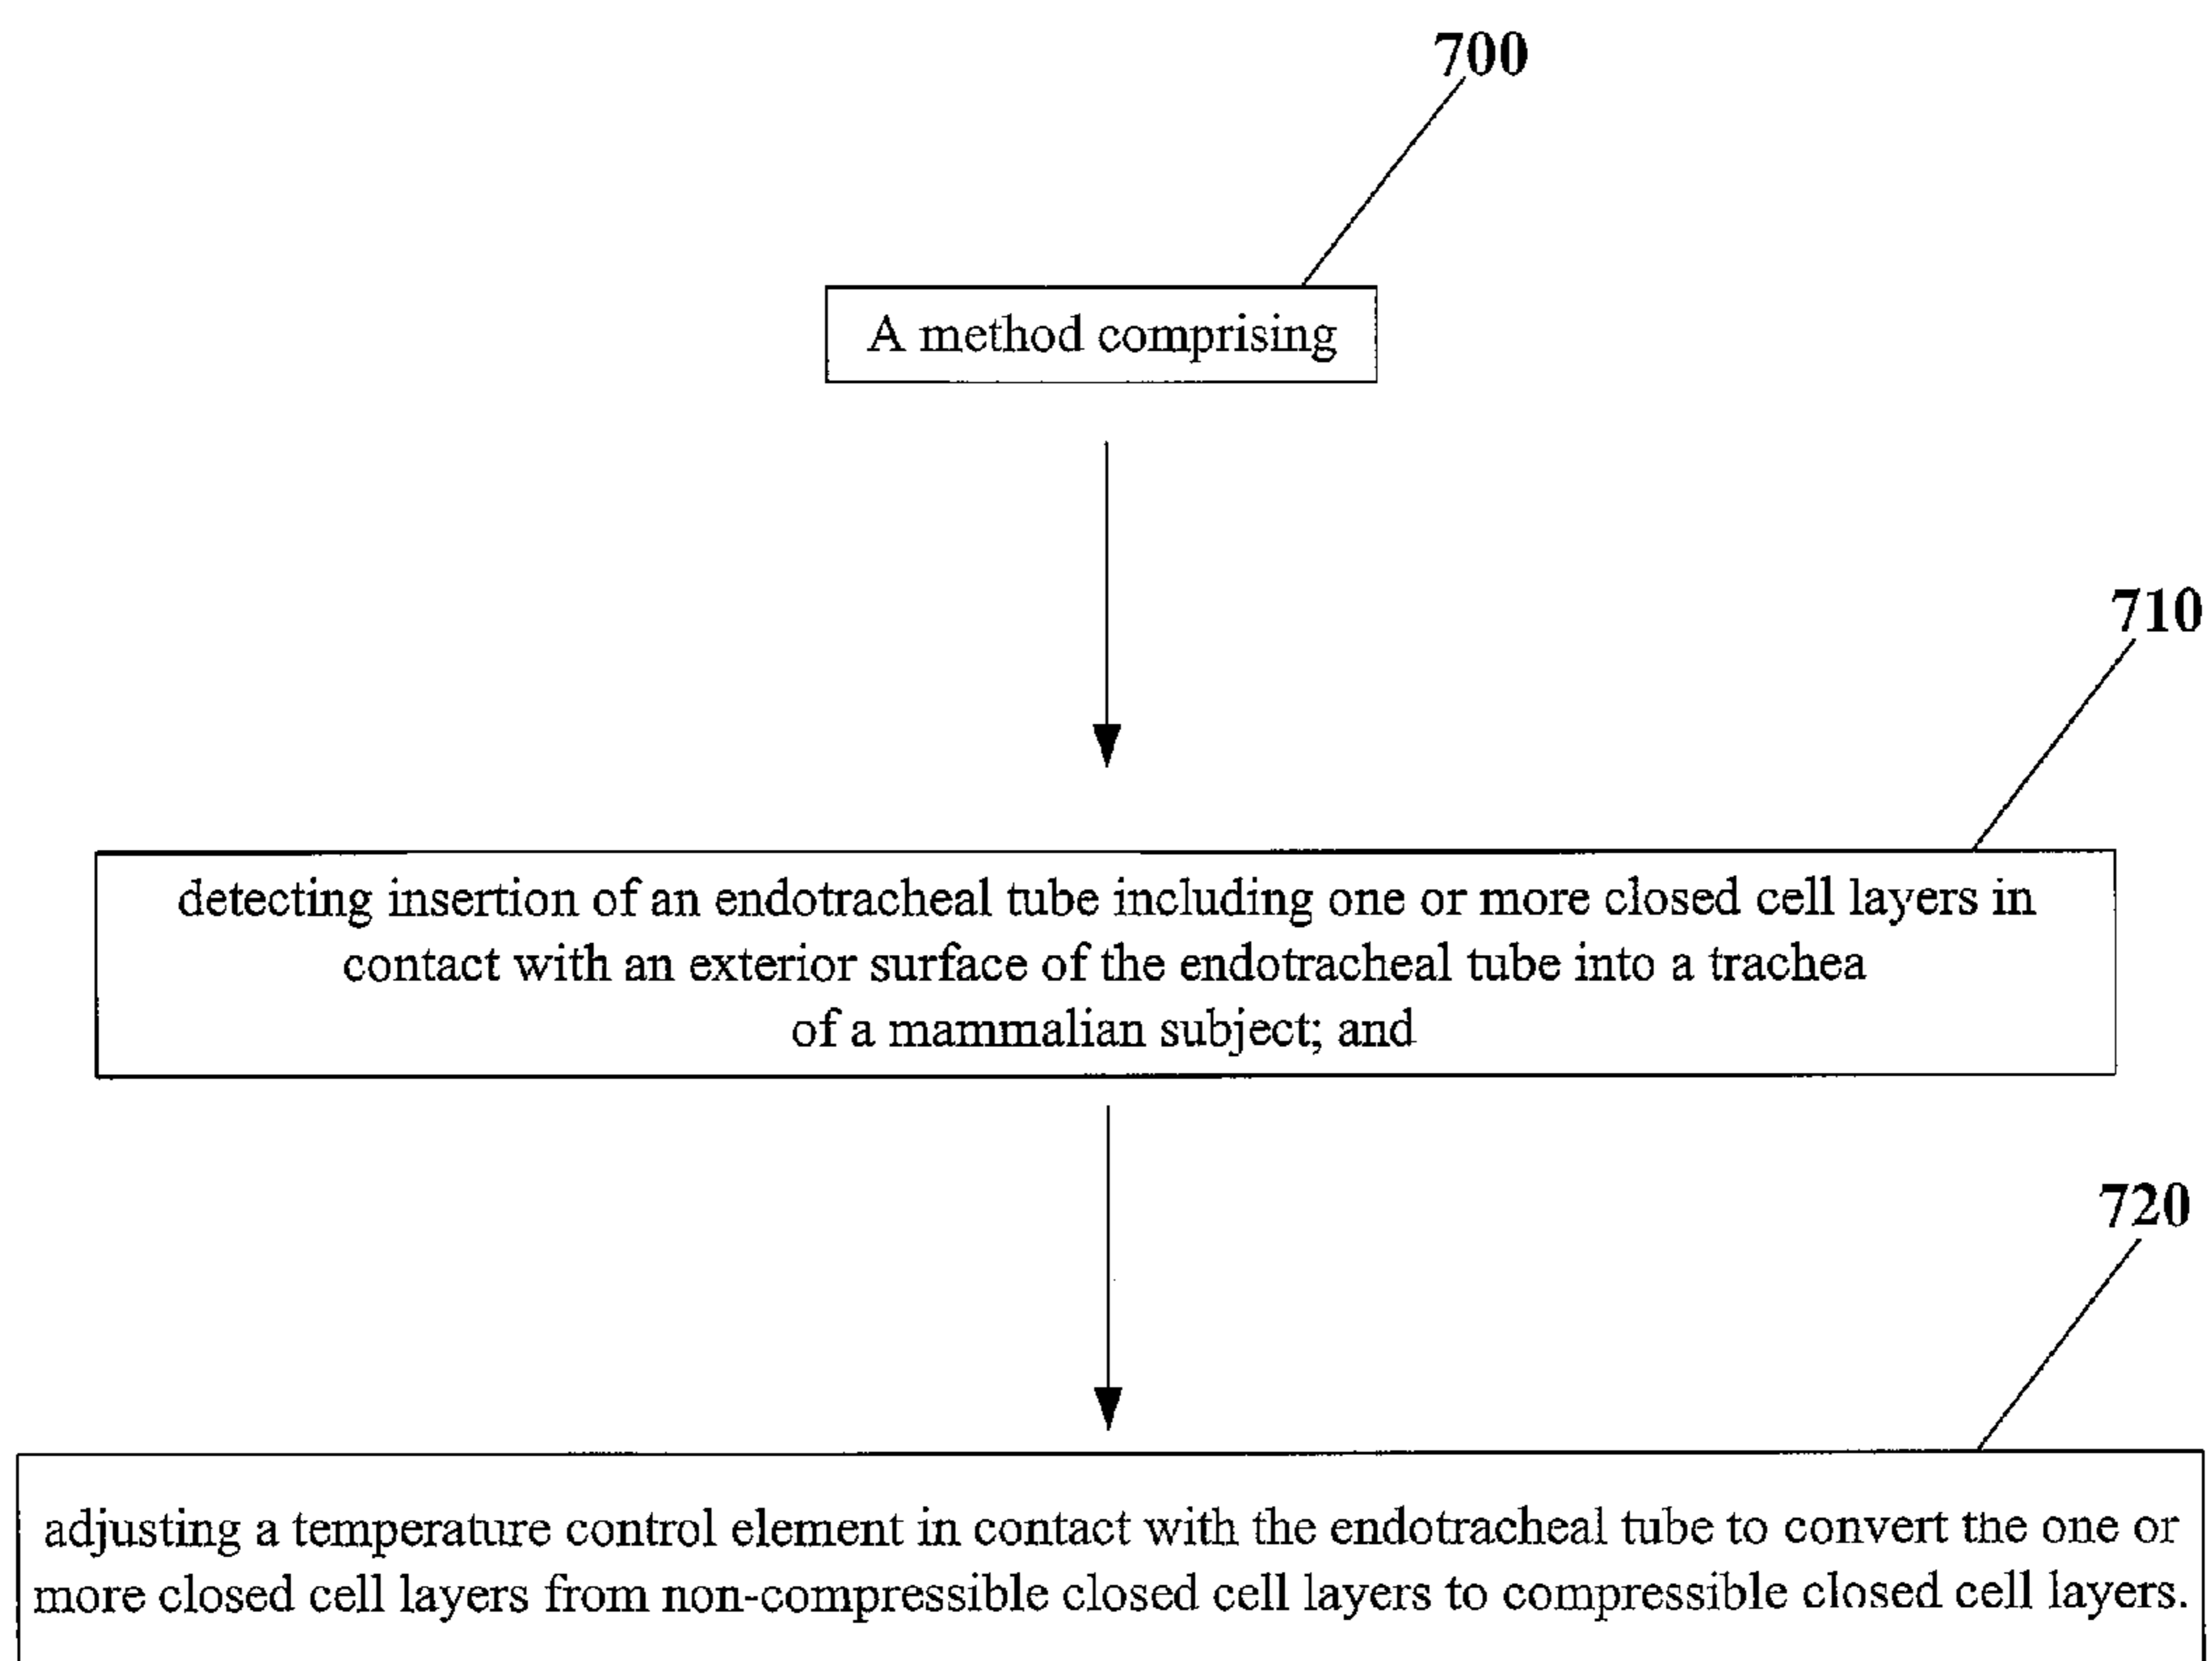 700
A method comprising
710
detecting insertion of an endotracheal tube including one or more closed cell layers in
contact with an exterior surface of the endotracheal tube into a trachea
of a mammalian subject; and
720
adjusting a temperature control element in contact with the endotracheal tube to convert the one or
more closed cell layers from non-compressible closed cell layers to compressible closed cell layers.